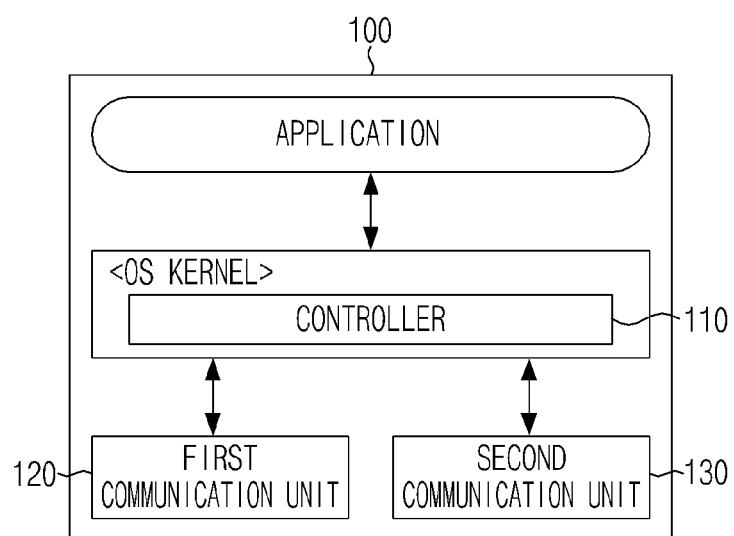 100
APPLICATION
<OS KERNEL>
CONTROLLER
110
120
FIRST
COMMUNICATION UNIT
SECOND
COMMUNICATION UNIT
130